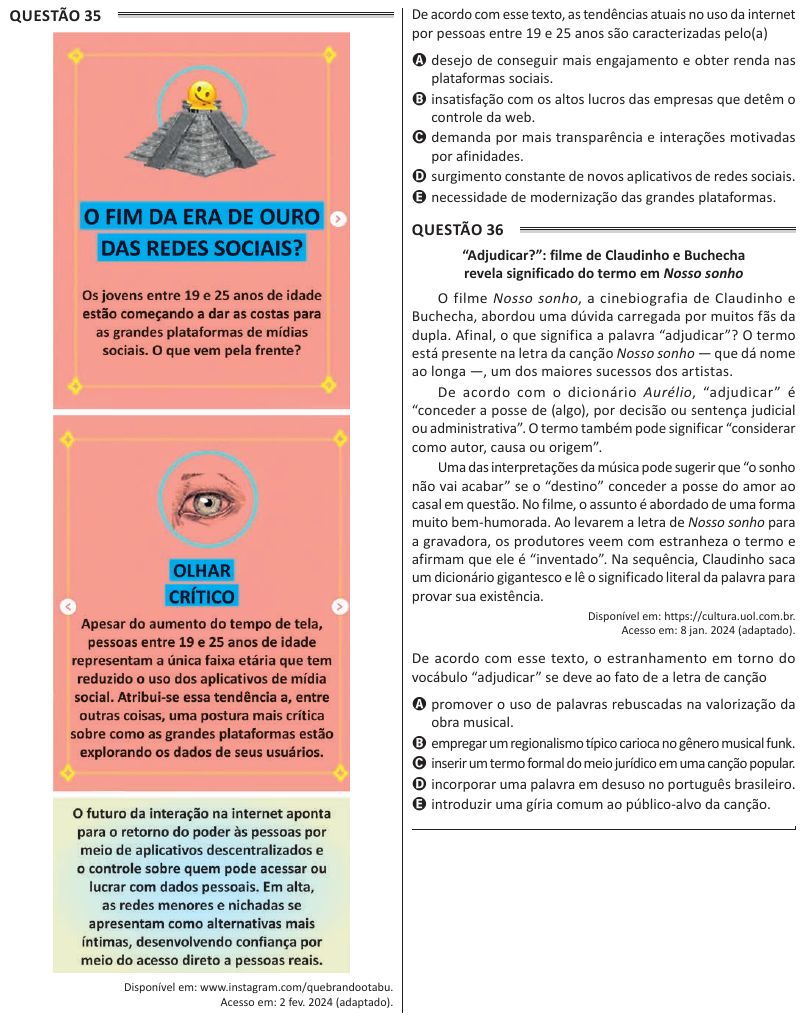 QUESTÃO 35
O FIM DA ERA DE OURO
DAS REDES SOCIAIS?
Os jovens entre 19 e 25 anos de idade
estão começando a dar as costas para
as grandes plataformas de mídias
sociais. O que vem pela frente?
OLHAR
CRÍTICO
Apesar do aumento do tempo de tela,
pessoas entre 19 e 25 anos de idade
representam a única faixa etária que tem
reduzido o uso dos aplicativos de mídia
social. Atribui-se essa tendência a, entre
outras coisas, uma postura mais crítica
sobre como as grandes plataformas estão
explorando os dados de seus usuários.
O futuro da interação na internet aponta
para o retorno do poder às pessoas por
meio de aplicativos descentralizados e
o controle sobre quem pode acessar ou
lucrar com dados pessoais. Em alta,
as redes menores e nichadas se
apresentam como alternativas mais
íntimas, desenvolvendo confiança por
meio do acesso direto a pessoas reais.
Disponível em: www.instagram.com/quebrandootabu.
Acesso em: 2 fev. 2024 (adaptado).
De acordo com esse texto, as tendências atuais no uso da internet
por pessoas entre 19 e 25 anos são caracterizadas pelo(a)
A desejo de conseguir mais engajamento e obter renda nas
plataformas sociais.
B insatisfação com os altos lucros das empresas que detêm o
controle da web.
C demanda por mais transparência e interações motivadas
por afinidades.
D surgimento constante de novos aplicativos de redes sociais.
E necessidade de modernização das grandes plataformas.
QUESTÃO 36
“Adjudicar?”: filme de Claudinho e Buchecha
revela significado do termo em Nosso sonho
O filme Nosso sonho, a cinebiografia de Claudinho e
Buchecha, abordou uma dúvida carregada por muitos fãs da
dupla. Afinal, o que significa a palavra “adjudicar”? O termo
está presente na letra da canção Nosso sonho — que dá nome
ao longa —, um dos maiores sucessos dos artistas.
De acordo com o dicionário Aurélio, “adjudicar” é
“conceder a posse de (algo), por decisão ou sentença judicial
ou administrativa”. O termo também pode significar “considerar
como autor, causa ou origem”.
Uma das interpretações da música pode sugerir que “o sonho
não vai acabar” se o “destino” conceder a posse do amor ao
casal em questão. No filme, o assunto é abordado de uma forma
muito bem-humorada. Ao levarem a letra de Nosso sonho para
a gravadora, os produtores veem com estranheza o termo e
afirmam que ele é “inventado”. Na sequência, Claudinho saca
um dicionário gigantesco e lê o significado literal da palavra para
provar sua existência.
Disponível em: https://cultura.uol.com.br.
Acesso em: 8 jan. 2024 (adaptado).
De acordo com esse texto, o estranhamento em torno do
vocábulo “adjudicar” se deve ao fato de a letra de canção
A promover o uso de palavras rebuscadas na valorização da
obra musical.
B empregar um regionalismo típico carioca no gênero musical funk.
C inserir um termo formal do meio jurídico em uma canção popular.
D incorporar uma palavra em desuso no português brasileiro.
E introduzir uma gíria comum ao público-alvo da canção.